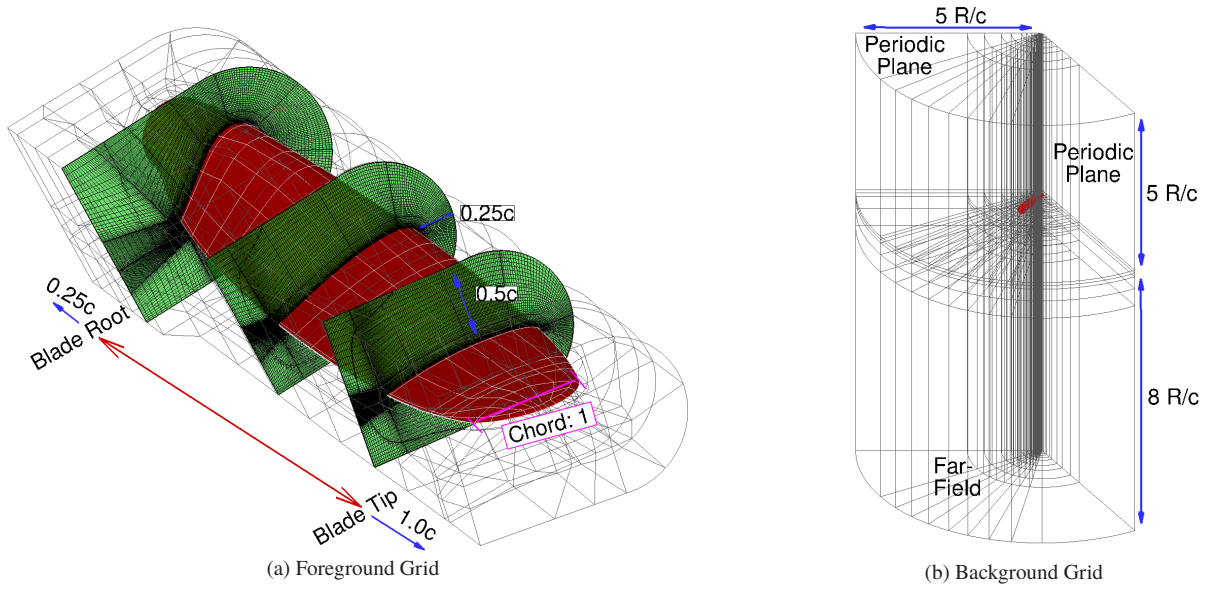 0.25c
0.5c
Chord: 1
0.25c
Blade Root
Blade Tip
1.0c
(a) Foreground Grid
5 R/c
Periodic
Plane
Periodic
Plane
5 R/c
8 R/c
Far-
Field
(b) Background Grid